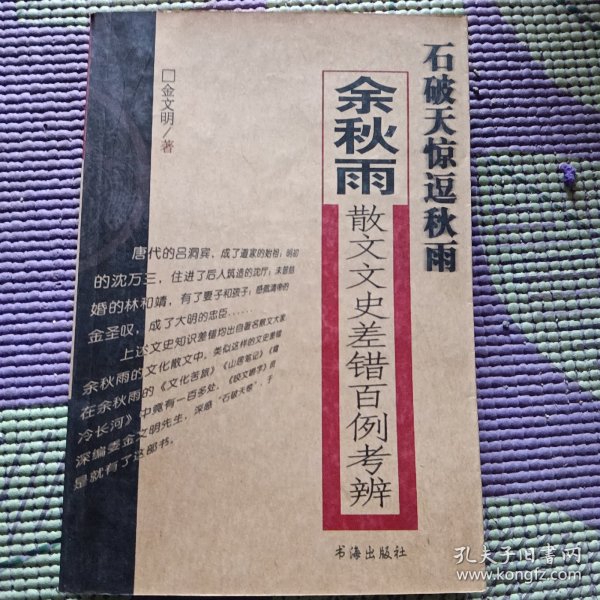 石破天惊逗秋雨
余秋雨
散文文史差错百例考辨
□金文明/著
唐代的吕洞宾，成了道家的始祖；明初
的沈万三，住进了后人筑造的沈厅；未曾结
婚的林和靖，有了妻子和孩子；感佩清帝的
金圣叹，成了大明的忠臣……
上述文史知识差错均出自著名散文大家
余秋雨的文化散文中。类似这样的文史差错
在余秋雨的《文化苦旅》《山居笔记》《霜
冷长河》中竟有一百多处，《咬文嚼字》资
深编委金文明先生，深感“石破天惊”，于
是就有了这部书。
书海出版社
孔夫子旧书网
www.kongfz.com